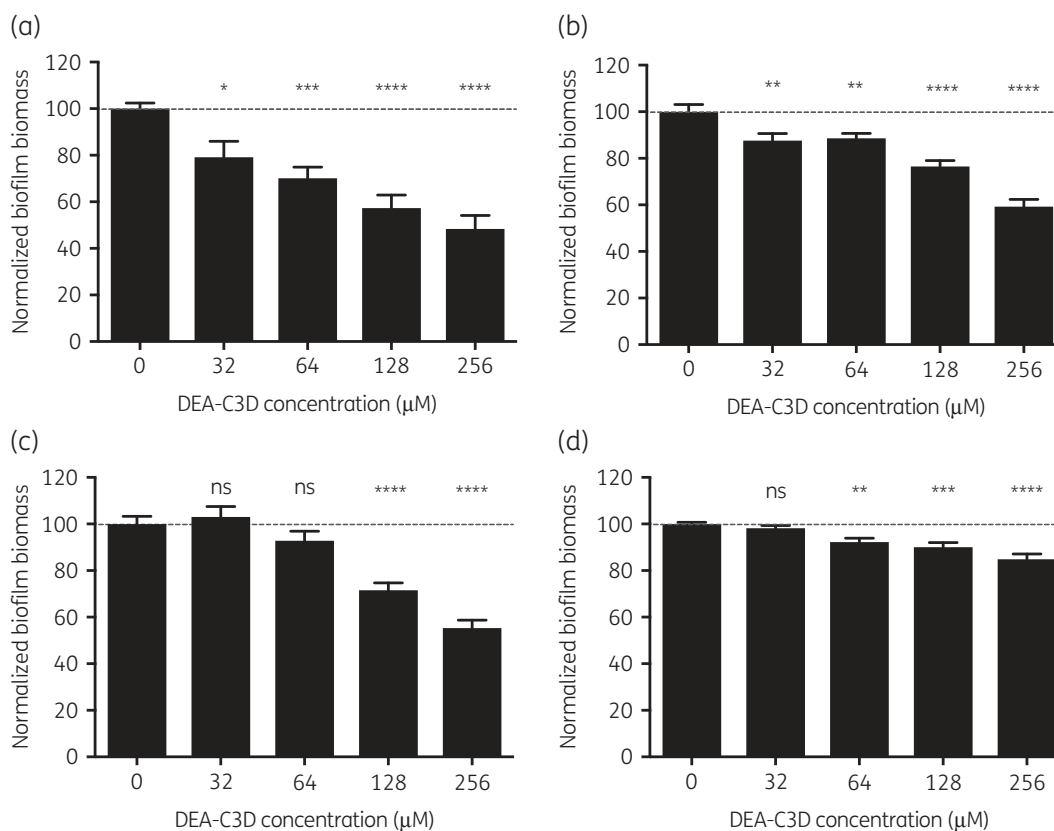 (a)
120
100
80
60
40
20
0
Normalized biofilm biomass
* *** **** ****
0 32 64 128 256
DEA-C3D concentration (μM)
(b)
120
100
80
60
40
20
0
Normalized biofilm biomass
** ** **** ****
0 32 64 128 256
DEA-C3D concentration (μM)
(c)
120
100
80
60
40
20
0
Normalized biofilm biomass
ns ns **** ****
0 32 64 128 256
DEA-C3D concentration (μM)
(d)
120
100
80
60
40
20
0
Normalized biofilm biomass
ns ** *** ****
0 32 64 128 256
DEA-C3D concentration (μM)